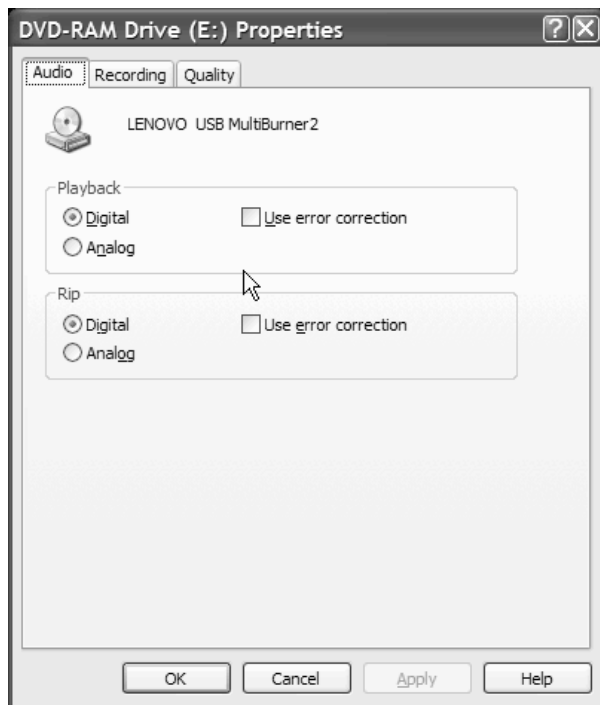 DVD-RAM Drive (E:) Properties
Audio Recording Quality
LENOVO USB MultiBurner2
Playback
Digital Use error correction
Analog
Rip
Digital Use error correction
Analog
OK Cancel Apply Help